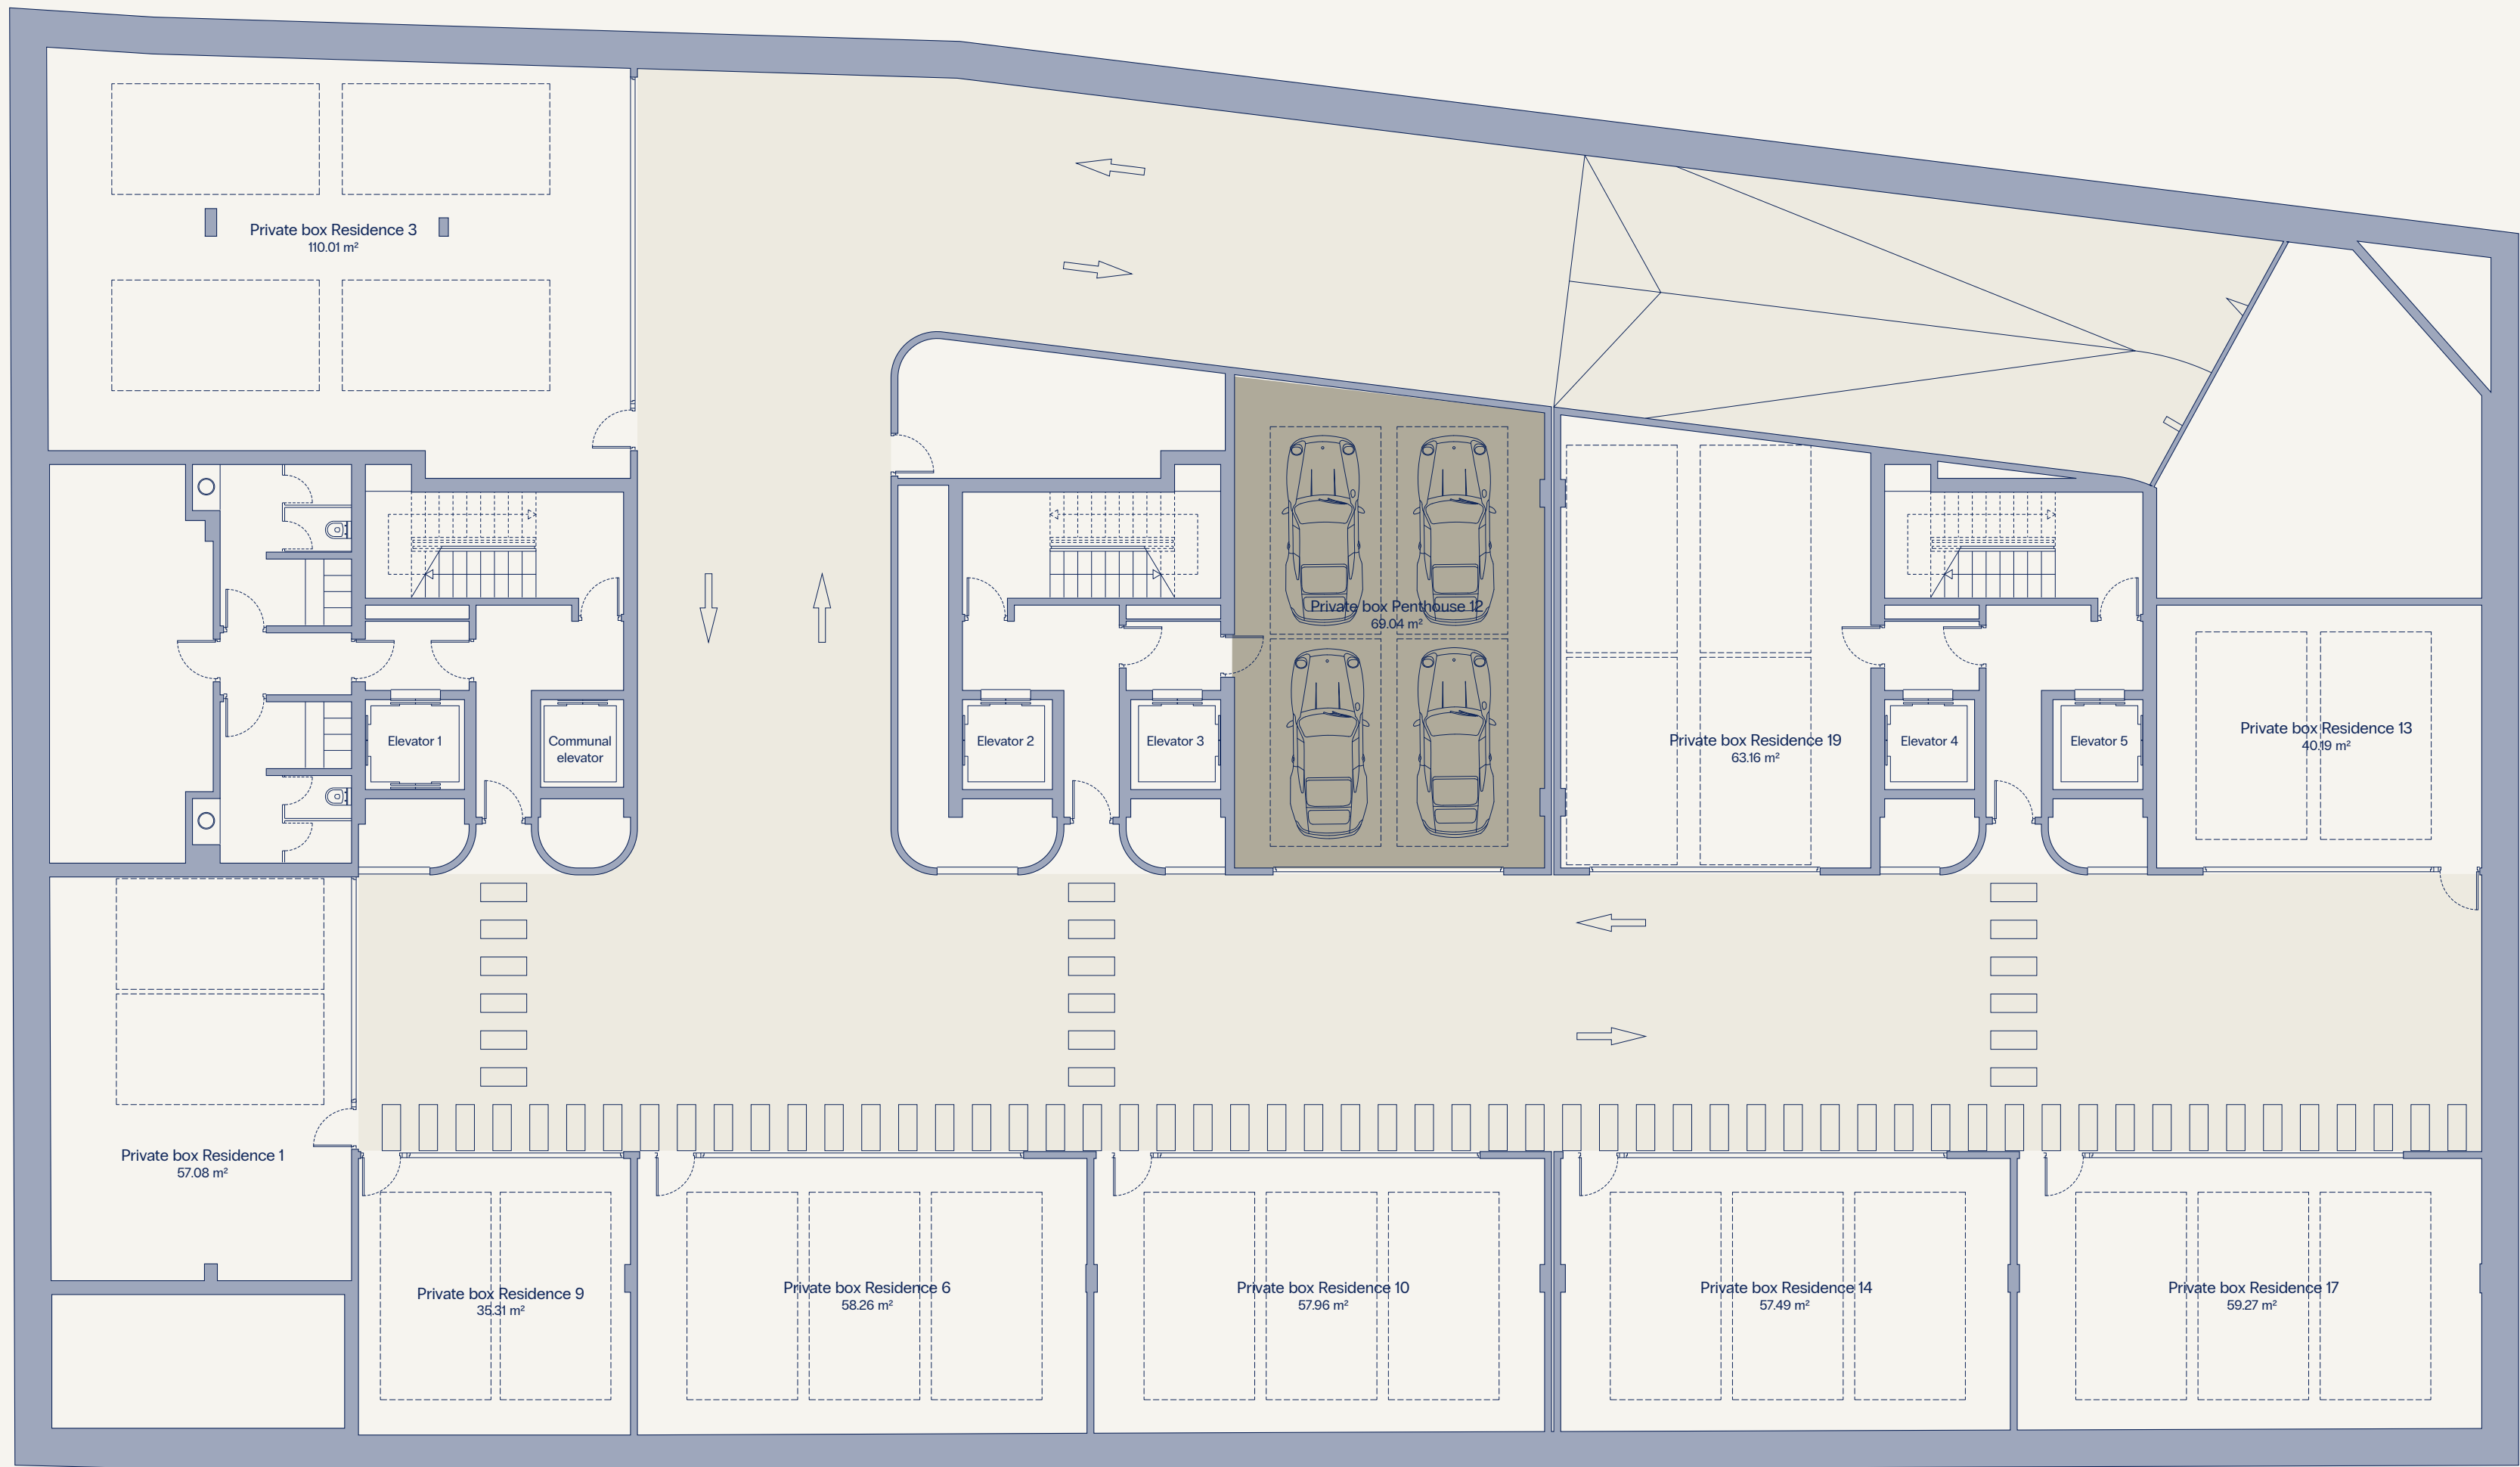 Private box Residence 3
110.01 m²
Private box Penthouse 12
69.04 m²
Elevator 1
Communal
elevator
Elevator 2
Elevator 3
Private box Residence 19
63.16 m²
Elevator 4
Elevator 5
Private box Residence 13
40.19 m²
Private box Residence 1
57.08 m²
Private box Residence 9
35.31 m²
Private box Residence 6
58.26 m²
Private box Residence 10
57.96 m²
Private box Residence 14
57.49 m²
Private box Residence 17
59.27 m²